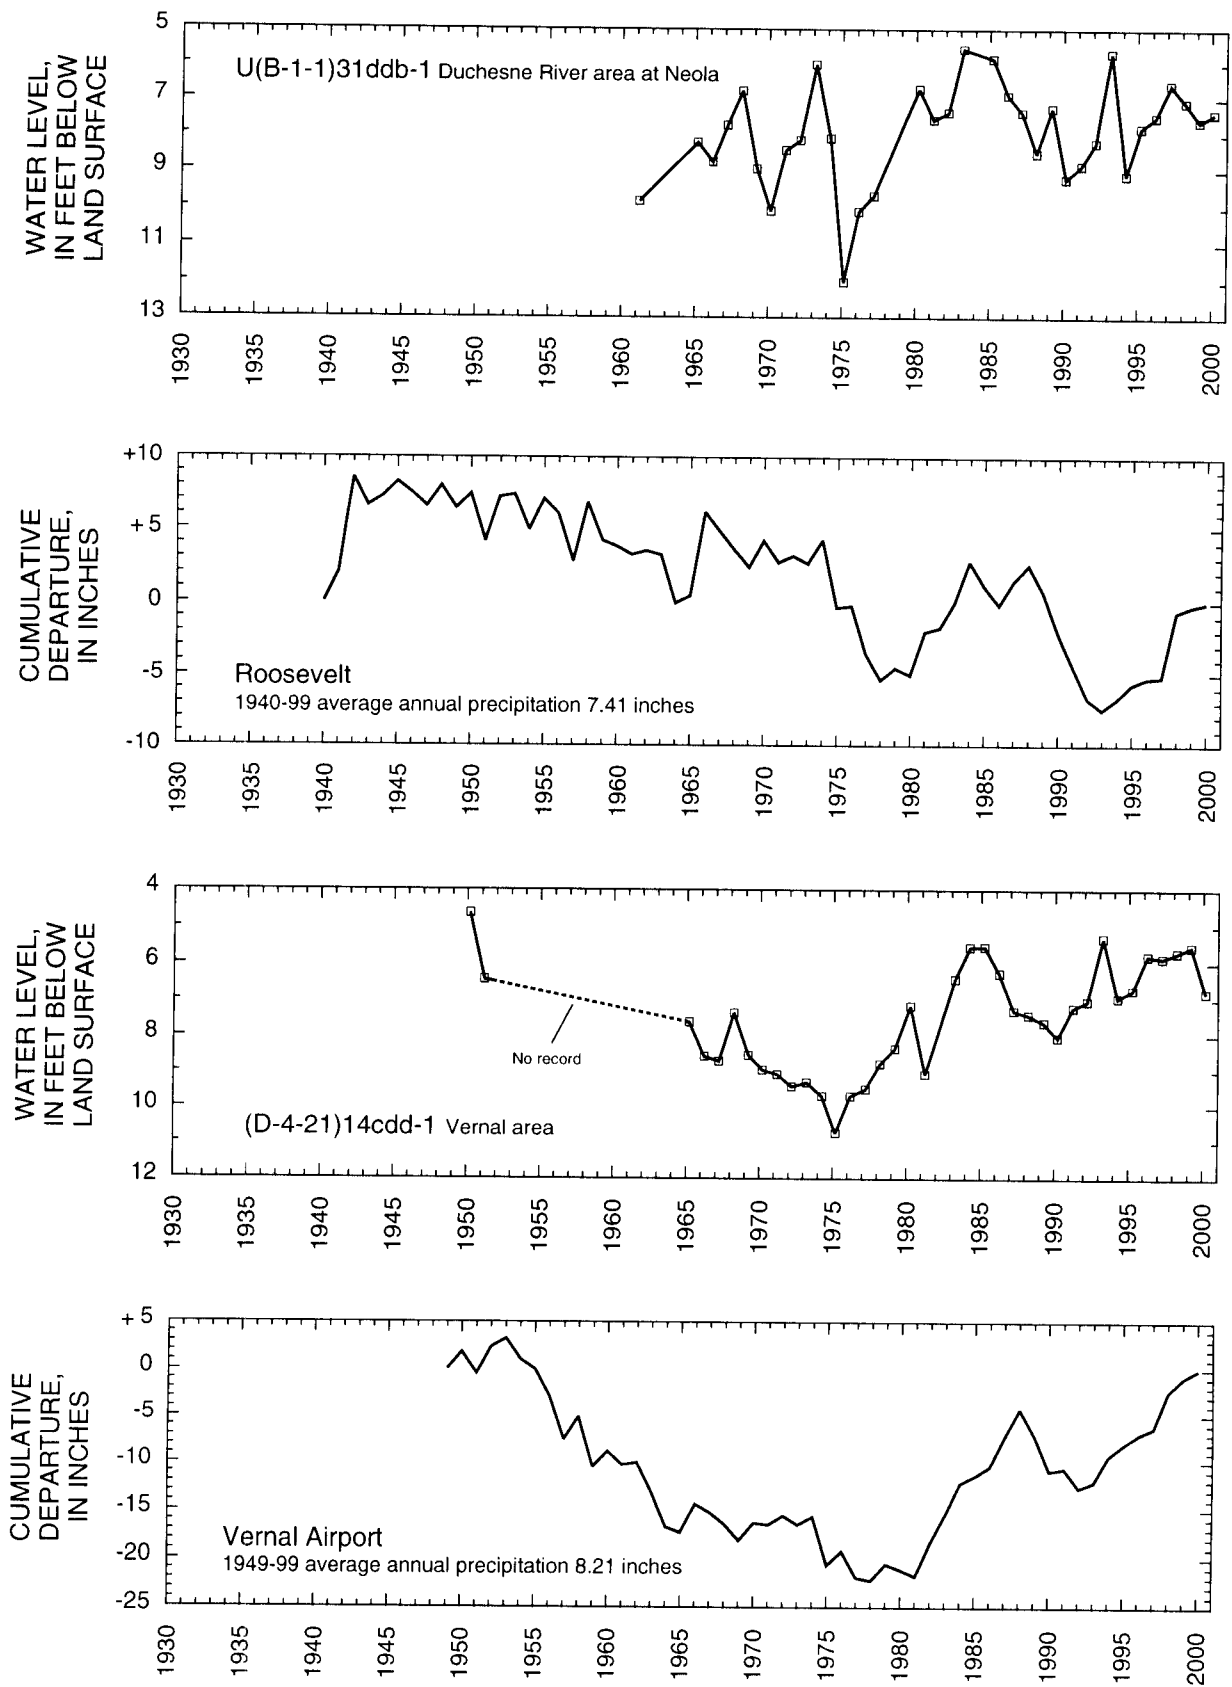 WATER LEVEL,
IN FEET BELOW
LAND SURFACE
5
7
9
11
13
U(B-1-1)31ddb-1 Duchesne River area at Neola
1930 1935 1940 1945 1950 1955 1960 1965 1970 1975 1980 1985 1990 1995 2000
CUMULATIVE
DEPARTURE,
IN INCHES
+10
+5
0
-5
-10
Roosevelt
1940-99 average annual precipitation 7.41 inches
1930 1935 1940 1945 1950 1955 1960 1965 1970 1975 1980 1985 1990 1995 2000
WATER LEVEL,
IN FEET BELOW
LAND SURFACE
4
6
8
10
12
No record
(D-4-21)14cdd-1 Vernal area
1930 1935 1940 1945 1950 1955 1960 1965 1970 1975 1980 1985 1990 1995 2000
CUMULATIVE
DEPARTURE,
IN INCHES
+5
0
-5
-10
-15
-20
-25
Vernal Airport
1949-99 average annual precipitation 8.21 inches
1930 1935 1940 1945 1950 1955 1960 1965 1970 1975 1980 1985 1990 1995 2000